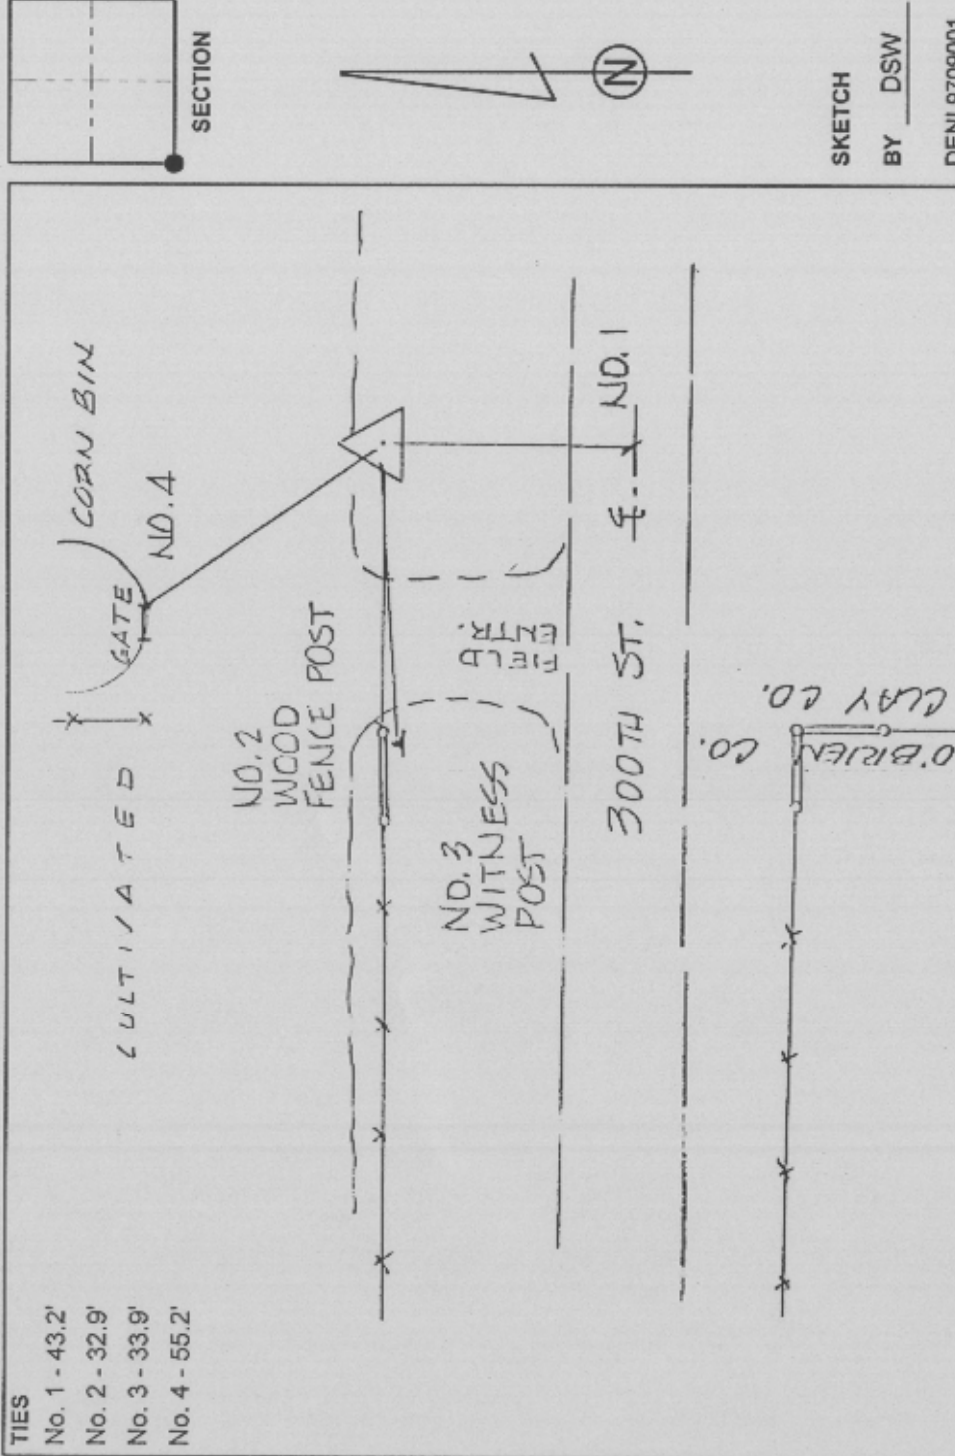 TIES
No. 1 - 43.2'
No. 2 - 32.9'
No. 3 - 33.9'
No. 4 - 55.2'
CULTIVATED
GATE
CORN BIN
NO. 4
NO. 2
WOOD
FENCE POST
NO. 3
WITNESS
POST
FIELD
ENTR.
300TH ST.
℄
NO. 1
O'BRIEN CO.
CLAY CO.
SECTION
N
SKETCH
BY DSW